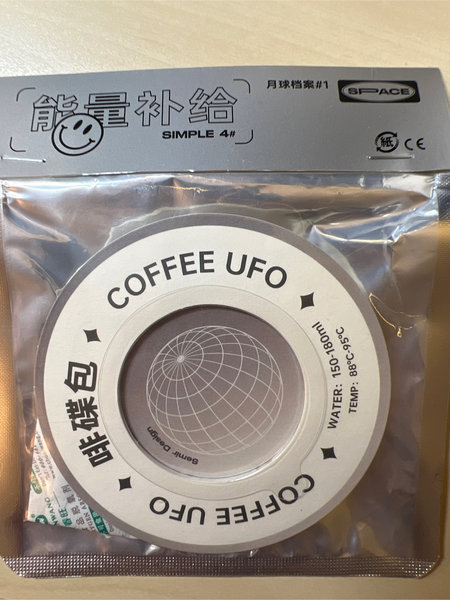 月球档案#1
SPACE
能量补给
SIMPLE 4#
紙
CE
COFFEE UFO
啡碟包
WATER: 150-180ml
TEMP: 88°C-95°C
Semir Design
COFFEE UFO